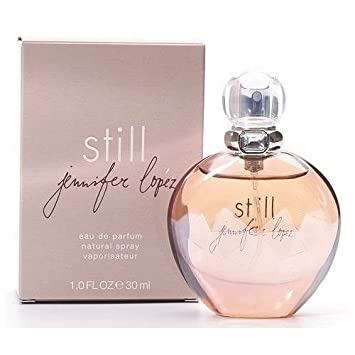 still
jennifer lopez
eau de parfum
natural spray
vaporisateur
1.0 FL OZ e 30 ml
still
jennifer lopez